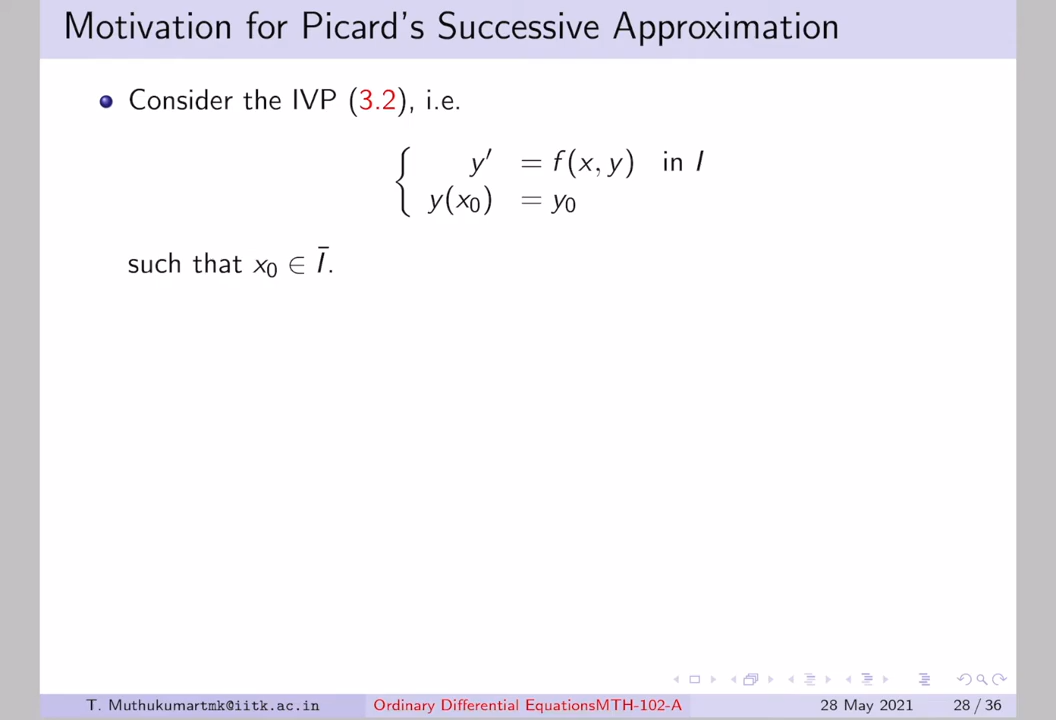 Motivation for Picard's Successive Approximation
Consider the IVP (3.2), i.e.
y′ = f(x, y) in I
y(x₀) = y₀
such that x₀ ∈ Ī.
T. Muthukumartmk@iitk.ac.in Ordinary Differential EquationsMTH-102-A 28 May 2021 28 / 36